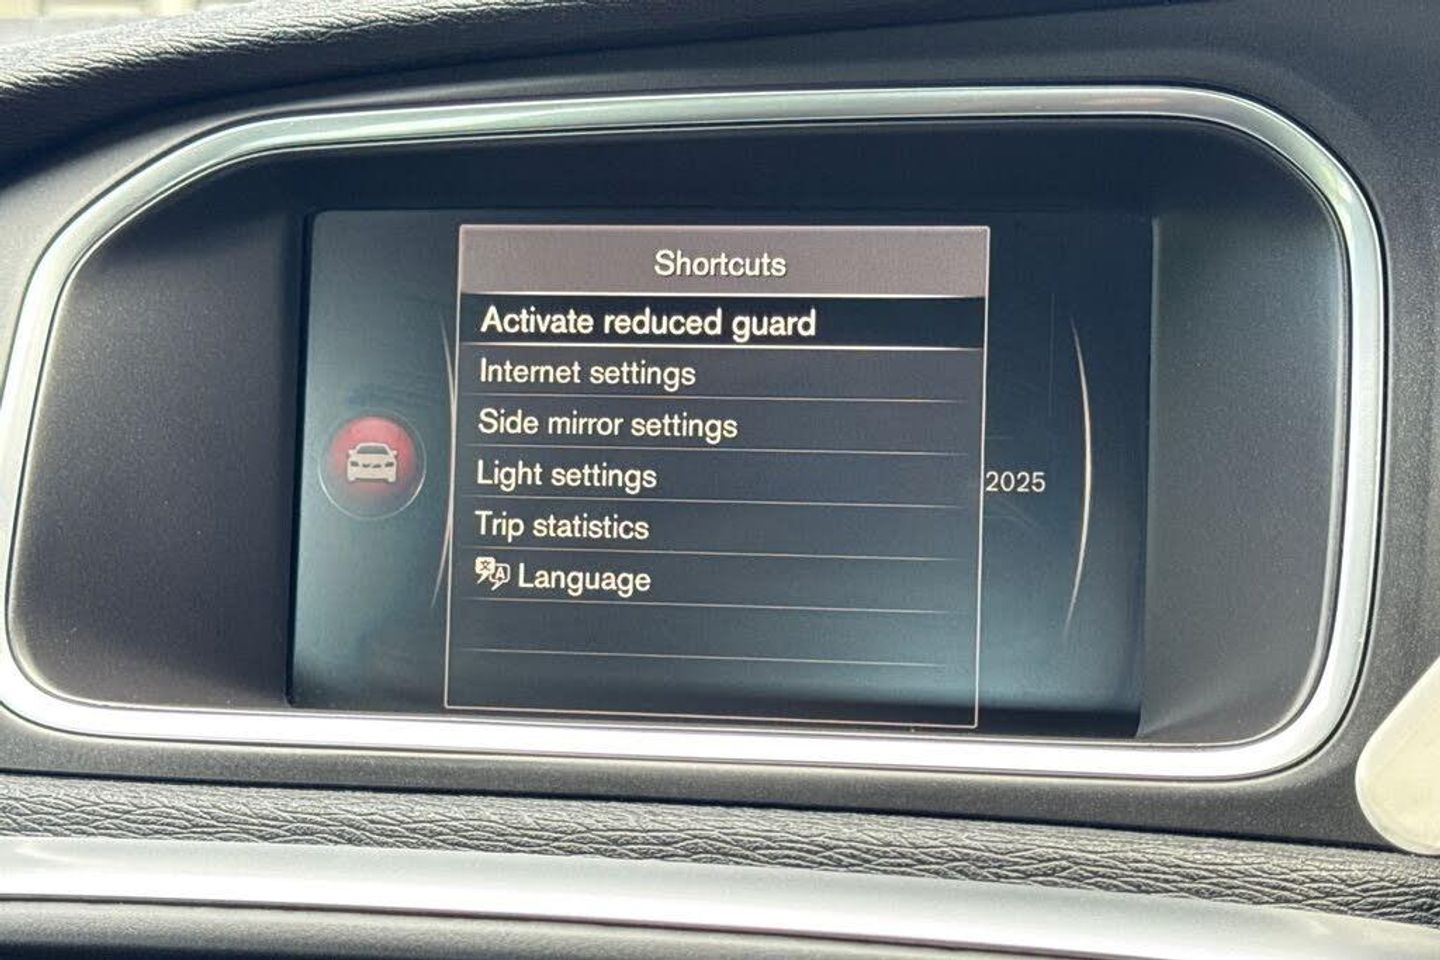 Shortcuts
Activate reduced guard
Internet settings
Side mirror settings
Light settings
2025
Trip statistics
Language